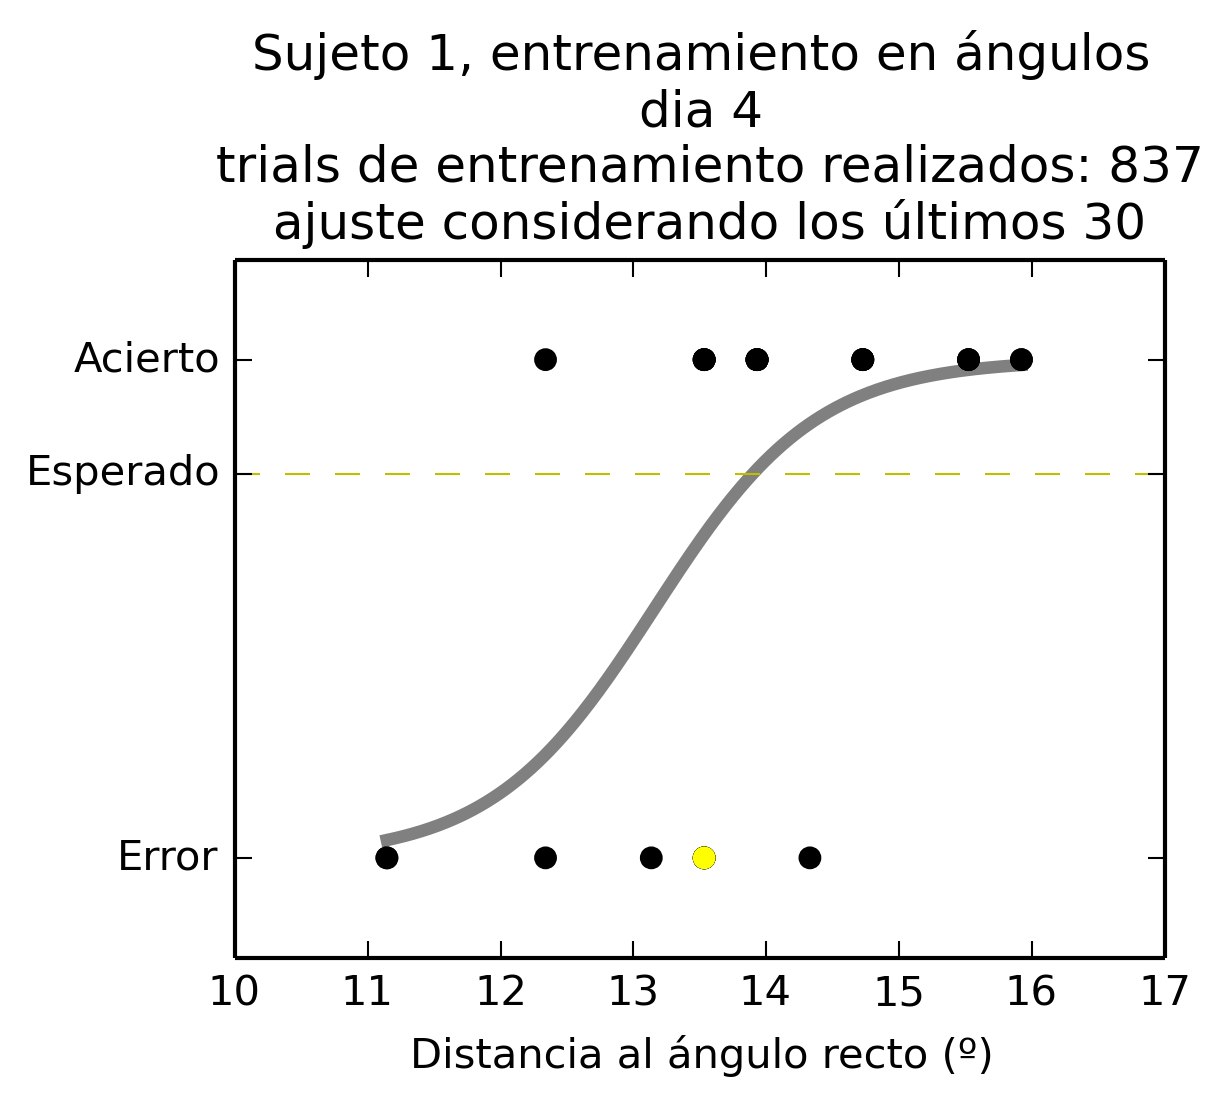 Sujeto 1, entrenamiento en ángulos
dia 4
trials de entrenamiento realizados: 837
ajuste considerando los últimos 30
Acierto
Esperado
Error
10 11 12 13 14 15 16 17
Distancia al ángulo recto (º)